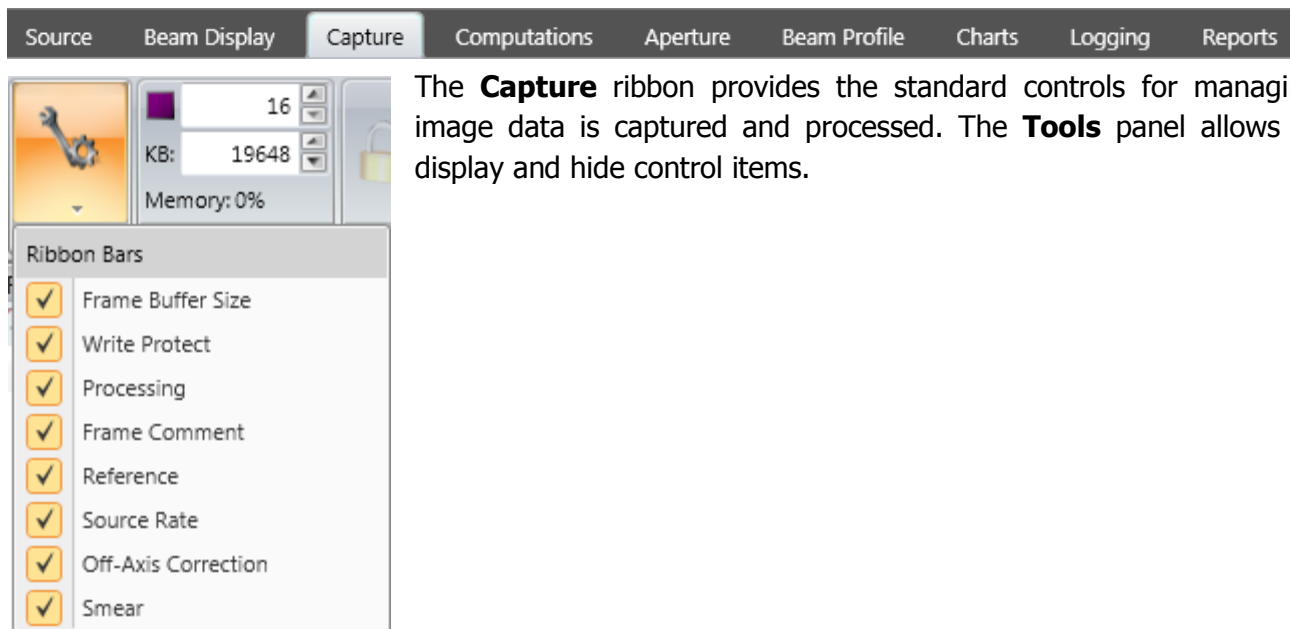 Source Beam Display Capture Computations Aperture Beam Profile Charts Logging Reports
16
KB: 19648
Memory: 0%
The Capture ribbon provides the standard controls for
image data is captured and processed. The Tools panel allows
display and hide control items.
Ribbon Bars
Frame Buffer Size
Write Protect
Processing
Frame Comment
Reference
Source Rate
Off-Axis Correction
Smear